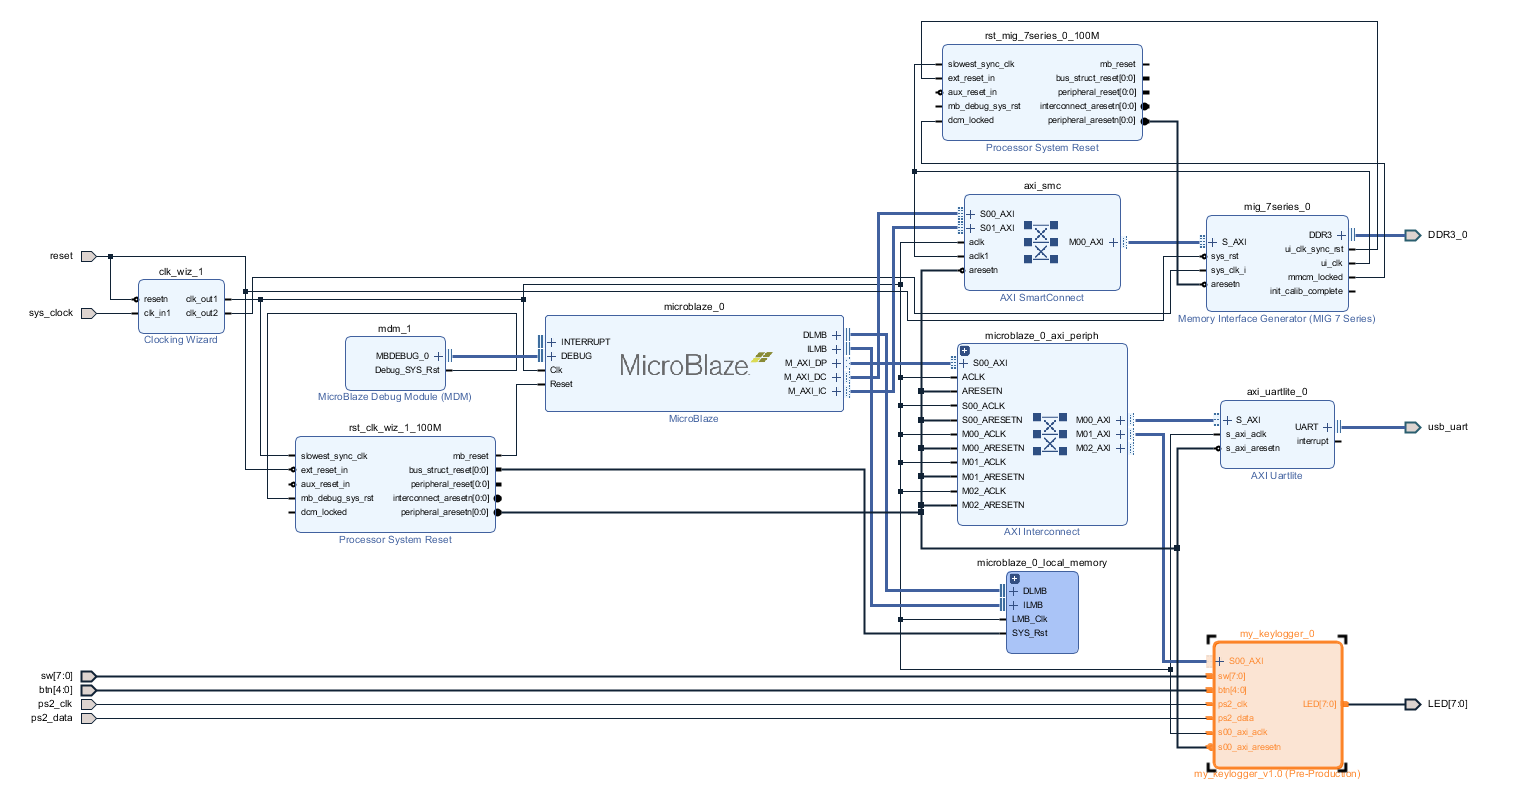 rst_mig_7series_0_100M
slowest_sync_clk
ext_reset_in
aux_reset_in
mb_debug_sys_rst
dcm_locked
mb_reset
bus_struct_reset[0:0]
peripheral_reset[0:0]
interconnect_aresetn[0:0]
peripheral_aresetn[0:0]
Processor System Reset
axi_smc
S00_AXI
S01_AXI
aclk
aclk1
aresetn
M00_AXI
AXI SmartConnect
mig_7series_0
S_AXI
sys_rst
sys_clk_i
aresetn
DDR3
ui_clk_sync_rst
ui_clk
mmcm_locked
init_calib_complete
Memory Interface Generator (MIG 7 Series)
DDR3_0
reset
sys_clock
clk_wiz_1
resetn
clk_in1
clk_out1
clk_out2
Clocking Wizard
mdm_1
MBDEBUG_0
Debug_SYS_Rst
MicroBlaze Debug Module (MDM)
microblaze_0
INTERRUPT
DEBUG
Clk
Reset
MicroBlaze
DLMB
ILMB
M_AXI_DP
M_AXI_DC
M_AXI_IC
MicroBlaze
microblaze_0_axi_periph
S00_AXI
ACLK
ARESETN
S00_ACLK
S00_ARESETN
M00_ACLK
M00_ARESETN
M01_ACLK
M01_ARESETN
M02_ACLK
M02_ARESETN
M00_AXI
M01_AXI
M02_AXI
AXI Interconnect
axi_uartlite_0
S_AXI
s_axi_aclk
s_axi_aresetn
UART
interrupt
AXI Uartlite
usb_uart
rst_clk_wiz_1_100M
slowest_sync_clk
ext_reset_in
aux_reset_in
mb_debug_sys_rst
dcm_locked
mb_reset
bus_struct_reset[0:0]
peripheral_reset[0:0]
interconnect_aresetn[0:0]
peripheral_aresetn[0:0]
Processor System Reset
microblaze_0_local_memory
DLMB
ILMB
LMB_Clk
SYS_Rst
sw[7:0]
btn[4:0]
ps2_clk
ps2_data
my_keylogger_0
S00_AXI
sw[7:0]
btn[4:0]
ps2_clk
ps2_data
s00_axi_aclk
s00_axi_aresetn
LED[7:0]
my_keylogger_v1.0 (Pre-Production)
LED[7:0]